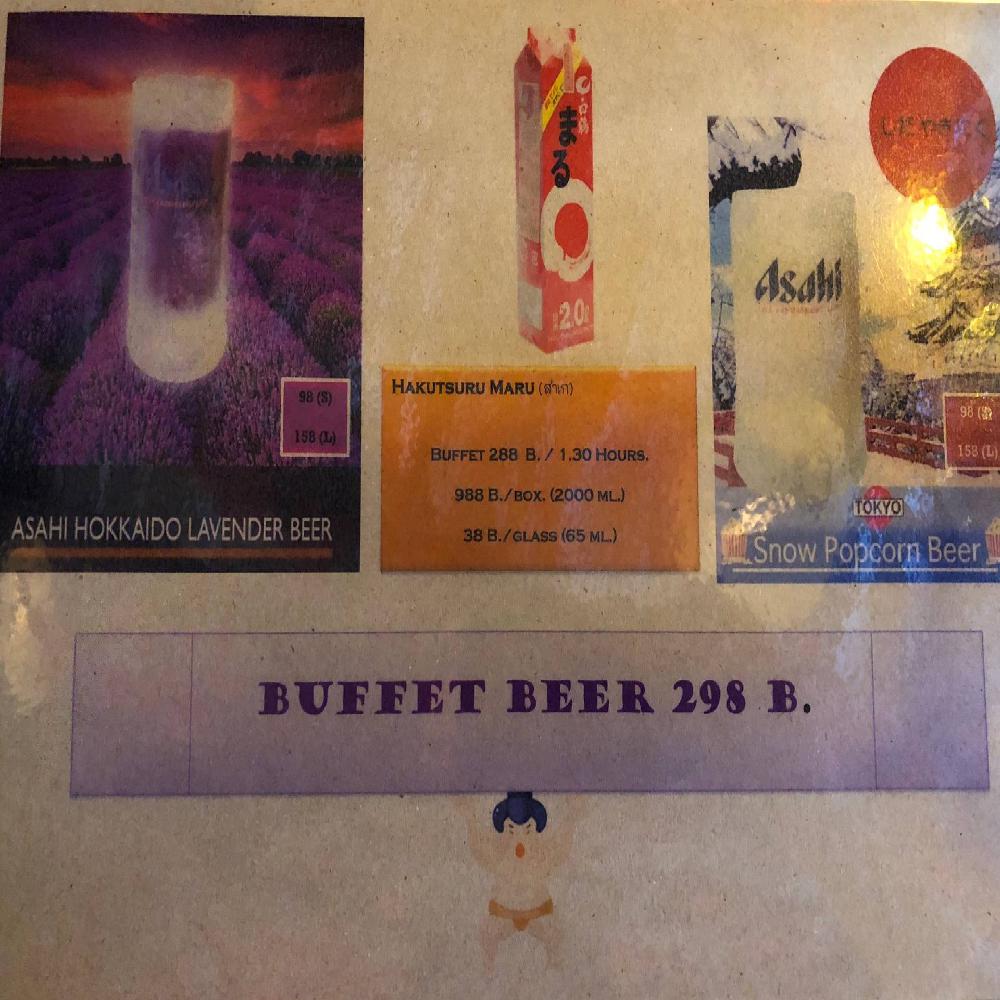 98 (S)
158 (L)
ASAHI HOKKAIDO LAVENDER BEER
まる
2.0
HAKUTSURU MARU (สาเก)
BUFFET 288 B. / 1.30 HOURS.
988 B./BOX. (2000 ML.)
38 B./GLASS (65 ML.)
Asahi
98 (S)
158 (L)
TOKYO
Snow Popcorn Beer
BUFFET BEER 298 B.